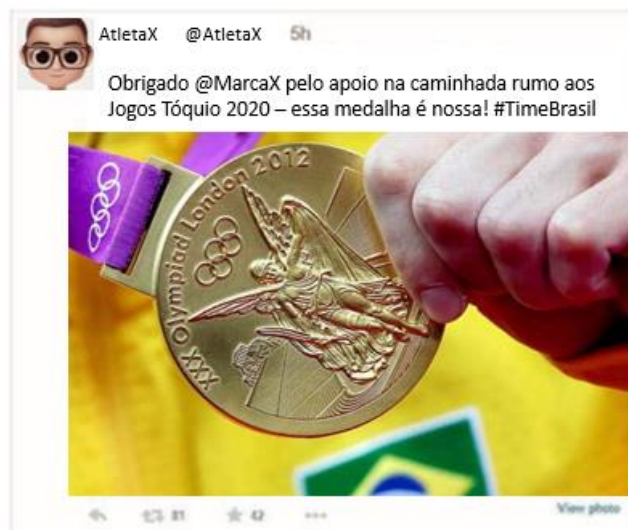 AtletaX @AtletaX 5h
Obrigado @MarcaX pelo apoio na caminhada rumo aos
Jogos Tóquio 2020 – essa medalha é nossa! #TimeBrasil
XXX Olympiad London 2012
81 42 View photo